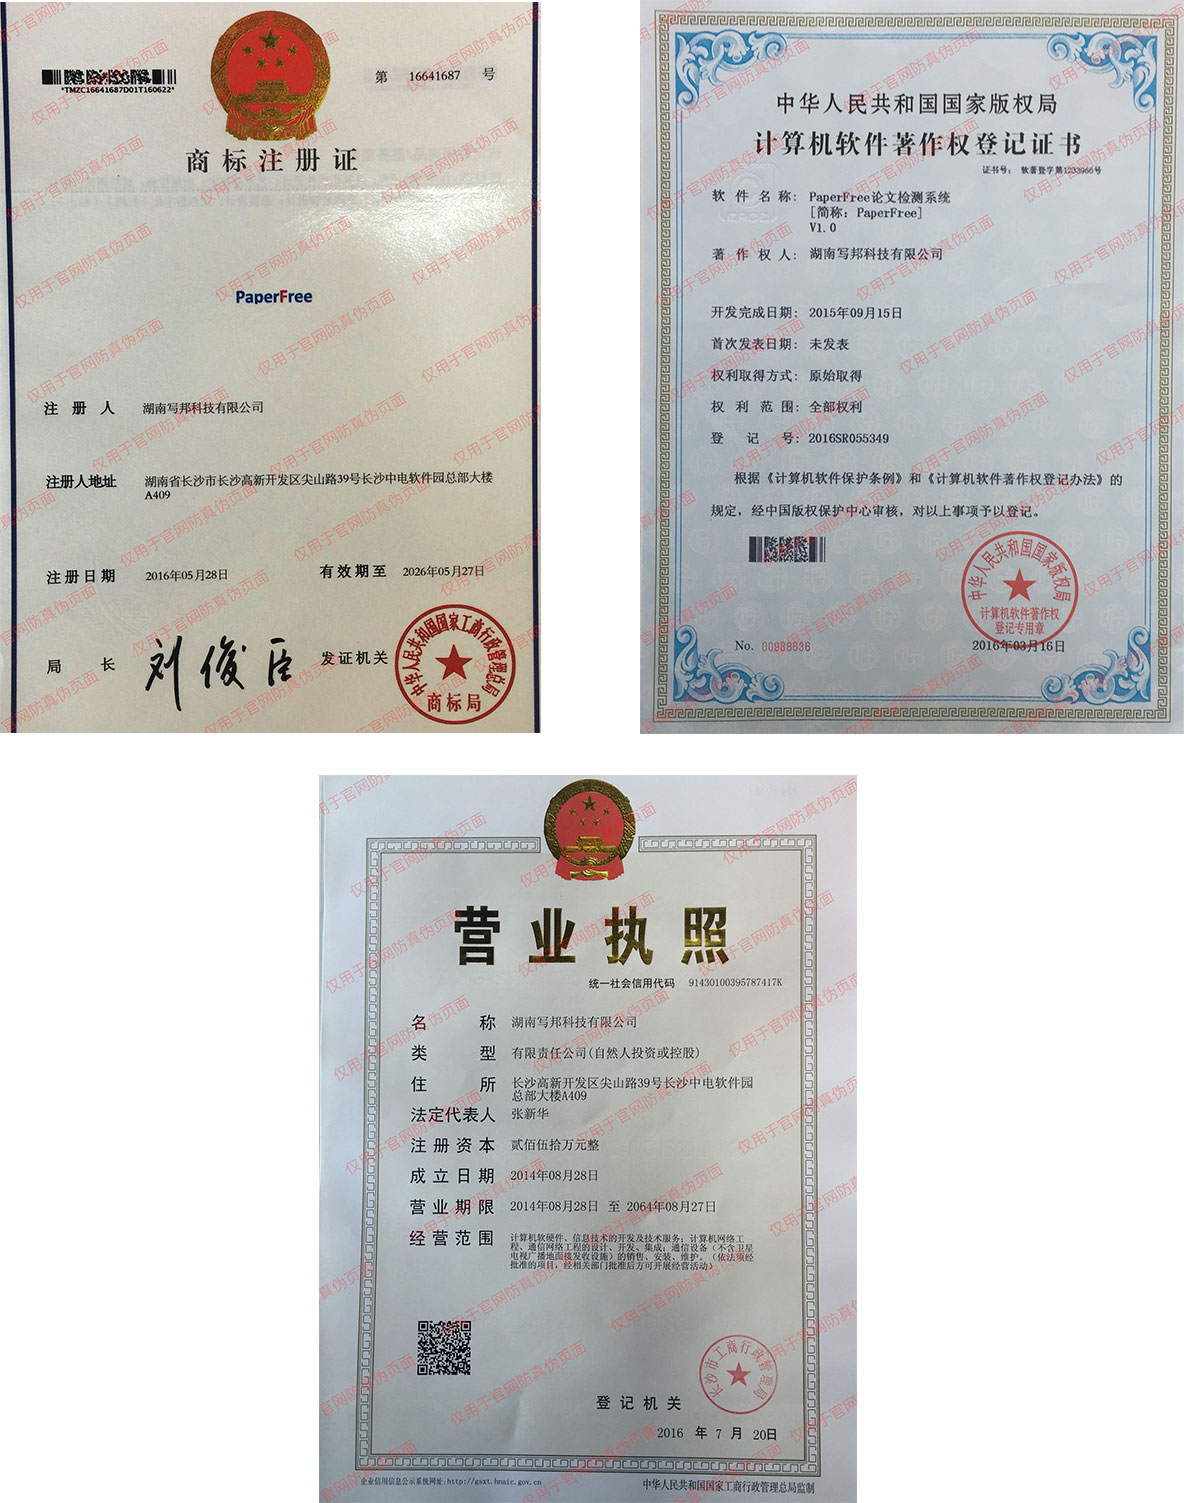 *TMZC16641687D01T160622*
第 16641687 号
商标注册证
PaperFree
注册人 湖南写邦科技有限公司
注册人地址 湖南省长沙市长沙高新开发区尖山路39号长沙中电软件园总部大楼
A409
注册日期 2016年05月28日 有效期至 2026年05月27日
局长 刘俊臣 发证机关
中华人民共和国国家工商行政管理总局
商标局
中华人民共和国国家版权局
计算机软件著作权登记证书
证书号: 软著登字第1233966号
软件名称: PaperFree论文检测系统
[简称: PaperFree]
V1.0
著作权人: 湖南写邦科技有限公司
开发完成日期: 2015年09月15日
首次发表日期: 未发表
权利取得方式: 原始取得
权利范围: 全部权利
登记号: 2016SR055349
根据《计算机软件保护条例》和《计算机软件著作权登记办法》的
规定,经中国版权保护中心审核,对以上事项予以登记。
中华人民共和国国家版权局
计算机软件著作权
登记专用章
No. 00988836
2016年03月16日
营业执照
统一社会信用代码 91430100395787417K
名称 湖南写邦科技有限公司
类型 有限责任公司(自然人投资或控股)
住所 长沙高新开发区尖山路39号长沙中电软件园
总部大楼A409
法定代表人 张新华
注册资本 贰佰伍拾万元整
成立日期 2014年08月28日
营业期限 2014年08月28日 至 2064年08月27日
经营范围 计算机软硬件、信息技术的开发及技术服务;计算机网络工
程、通信网络工程的设计、开发、集成;通信设备(不含卫星
电视广播地面接发收设施)的销售、安装、维护。(依法须经
批准的项目,经相关部门批准后方可开展经营活动)
长沙市工商行政管理局
登记机关
2016 年 7 月 20日
企业信用信息公示系统网址:http://gsxt.hnaic.gov.cn
中华人民共和国国家工商行政管理总局监制
仅用于官网防真伪页面